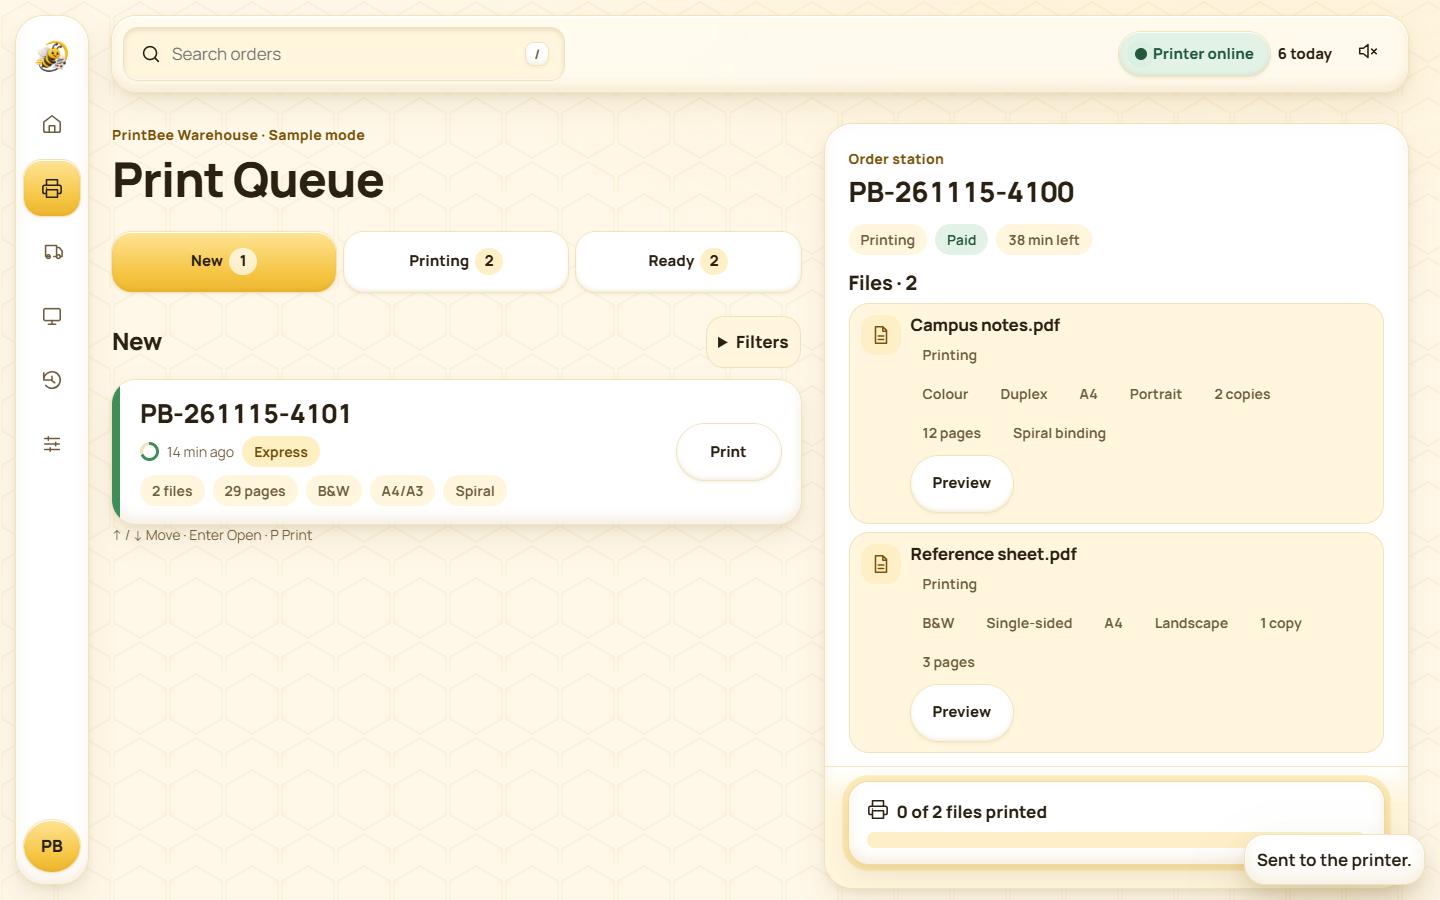 Search orders
/
Printer online
6 today
PrintBee Warehouse · Sample mode
Print Queue
New 1
Printing 2
Ready 2
New
▶ Filters
PB-261115-4101
14 min ago
Express
2 files
29 pages
B&W
A4/A3
Spiral
Print
↑ / ↓ Move · Enter Open · P Print
PB
Order station
PB-261115-4100
Printing
Paid
38 min left
Files · 2
Campus notes.pdf
Printing
Colour Duplex A4 Portrait 2 copies
12 pages Spiral binding
Preview
Reference sheet.pdf
Printing
B&W Single-sided A4 Landscape 1 copy
3 pages
Preview
0 of 2 files printed
Sent to the printer.